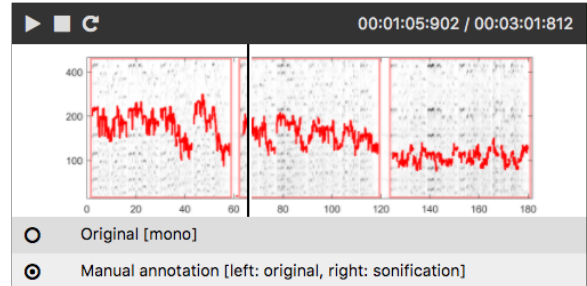 00:01:05:902 / 00:03:01:812
400
200
100
0 20 40 60 80 100 120 140 160 180
Original [mono]
Manual annotation [left: original, right: sonification]